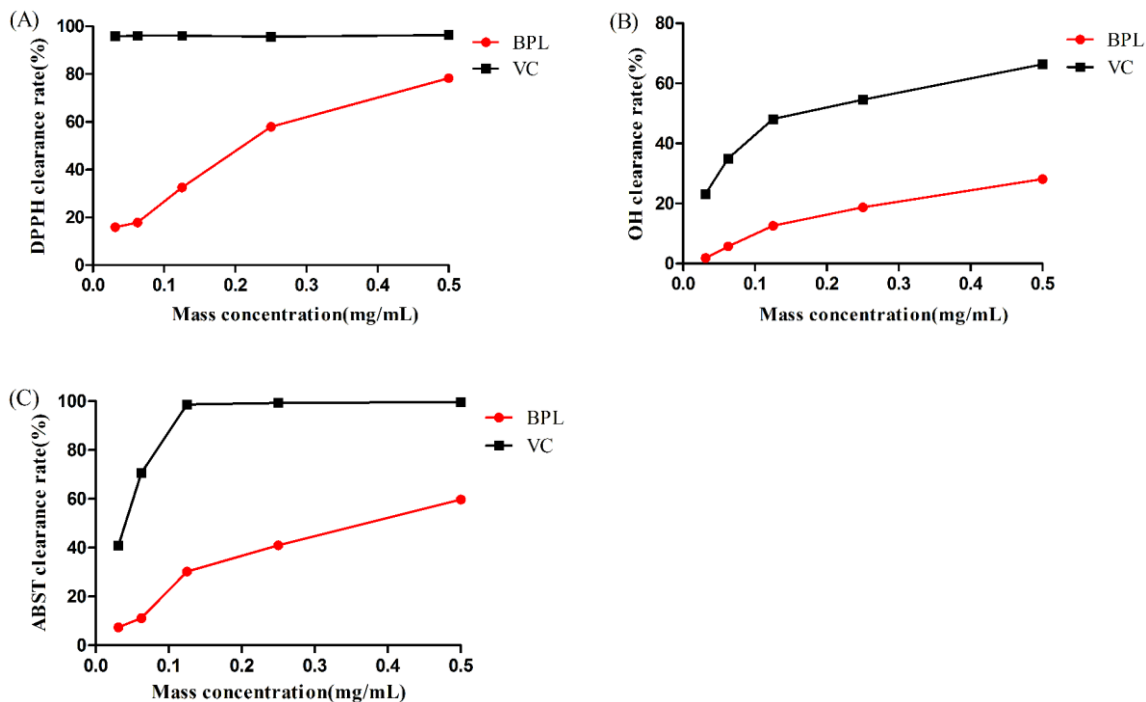 (A)
DPPH clearance rate(%)
100
80
60
40
20
0
0.0 0.1 0.2 0.3 0.4 0.5
Mass concentration(mg/mL)
BPL
VC
(B)
OH clearance rate(%)
80
60
40
20
0
0.0 0.1 0.2 0.3 0.4 0.5
Mass concentration(mg/mL)
BPL
VC
(C)
ABST clearance rate(%)
100
80
60
40
20
0
0.0 0.1 0.2 0.3 0.4 0.5
Mass concentration(mg/mL)
BPL
VC